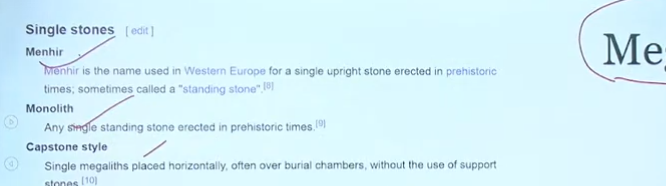 Single stones [ edit ]
Menhir
Menhir is the name used in Western Europe for a single upright stone erected in prehistoric
times; sometimes called a "standing stone".[8]
Monolith
Any single standing stone erected in prehistoric times.[9]
Capstone style
Single megaliths placed horizontally, often over burial chambers, without the use of support
stones.[10]
Me